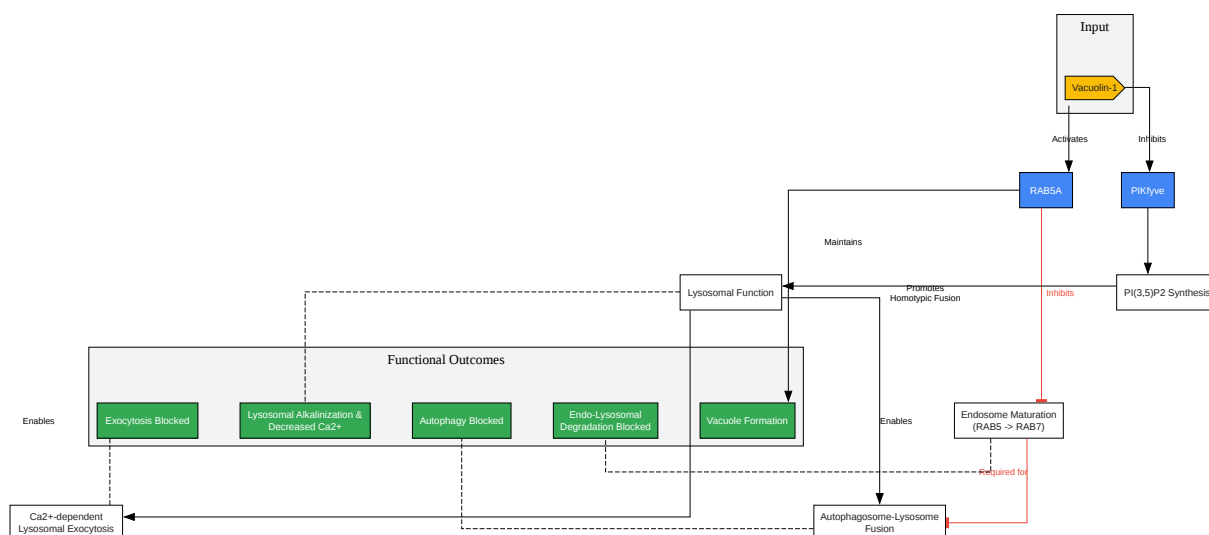 Input
Vacuolin-1
Activates
Inhibits
RAB5A
PIKfyve
Maintains
Lysosomal Function
Promotes
Homotypic Fusion
Inhibits
PI(3,5)P2 Synthesis
Functional Outcomes
Enables
Exocytosis Blocked
Lysosomal Alkalinization &
Decreased Ca2+
Autophagy Blocked
Endo-Lysosomal
Degradation Blocked
Vacuole Formation
Enables
Endosome Maturation
(RAB5 -> RAB7)
Required for
Ca2+-dependent
Lysosomal Exocytosis
Autophagosome-Lysosome
Fusion